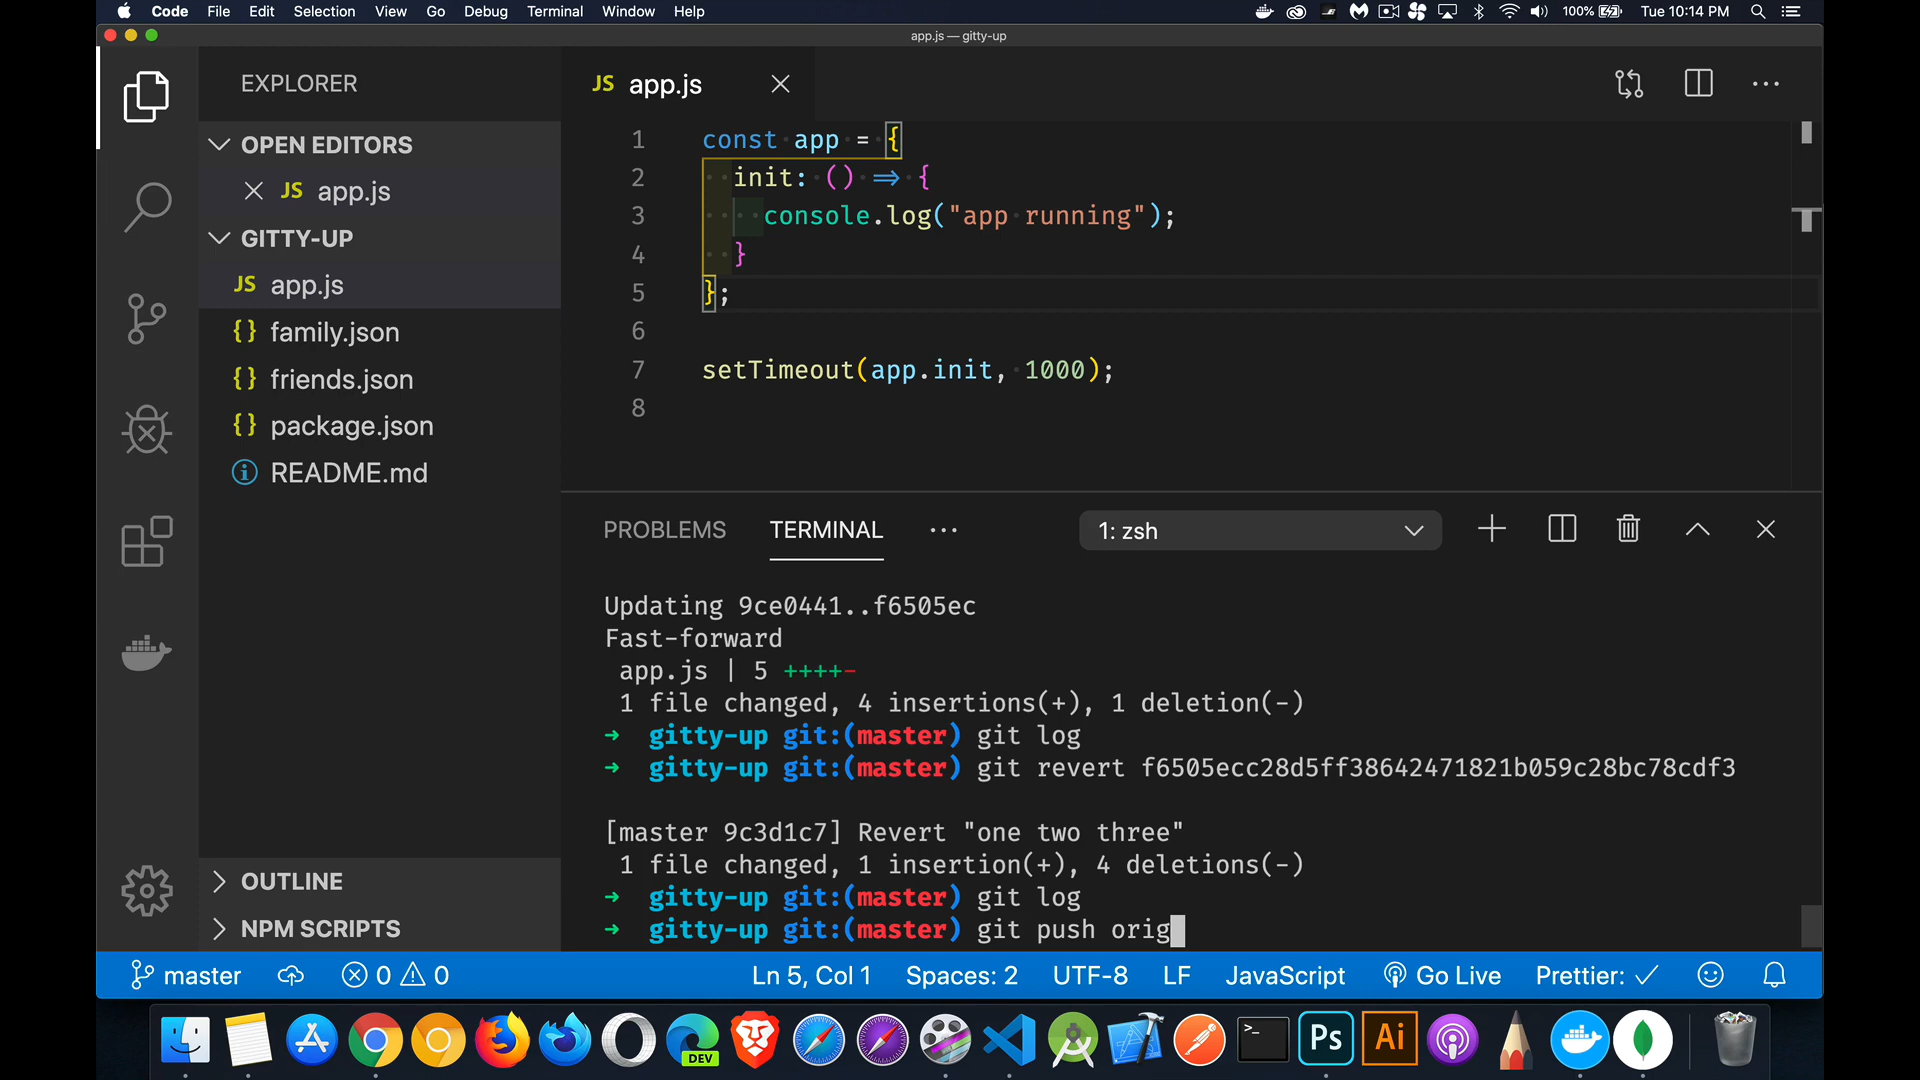 Code File Edit Selection View Go Debug Terminal Window Help 100% Tue 10:14 PM
app.js — gitty-up
EXPLORER
OPEN EDITORS
JS app.js
GITTY-UP
JS app.js
{} family.json
{} friends.json
{} package.json
README.md
OUTLINE
NPM SCRIPTS
JS app.js
1 const app = {
2 init: () => {
3 console.log("app running");
4 }
5 };
6
7 setTimeout(app.init, 1000);
8
PROBLEMS TERMINAL ··· 1: zsh
Updating 9ce0441..f6505ec
Fast-forward
app.js | 5 ++++-
1 file changed, 4 insertions(+), 1 deletion(-)
➜ gitty-up git:(master) git log
➜ gitty-up git:(master) git revert f6505ecc28d5ff38642471821b059c28bc78cdf3
[master 9c3d1c7] Revert "one two three"
1 file changed, 1 insertion(+), 4 deletions(-)
➜ gitty-up git:(master) git log
➜ gitty-up git:(master) git push orig
master 0 0 Ln 5, Col 1 Spaces: 2 UTF-8 LF JavaScript Go Live Prettier: ✓
DEV >_ Ps Ai